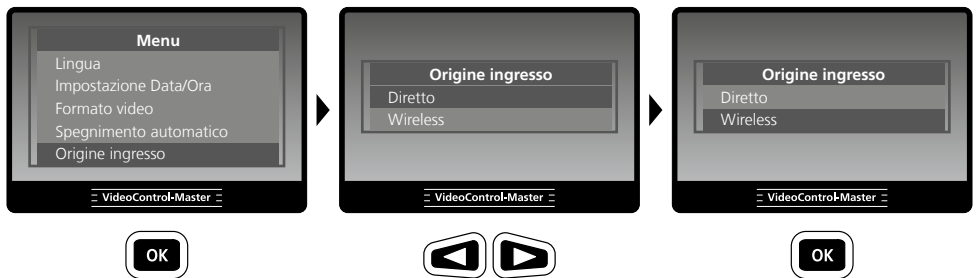 Menu
Lingua
Impostazione Data/Ora
Formato video
Spegnimento automatico
Origine ingresso
VideoControl-Master
OK
Origine ingresso
Diretto
Wireless
VideoControl-Master
Origine ingresso
Diretto
Wireless
VideoControl-Master
OK